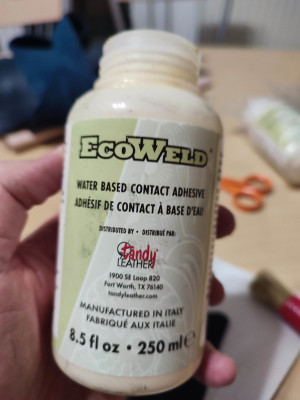 ECOWELD®
WATER BASED CONTACT ADHESIVE
ADHÉSIF DE CONTACT À BASE D'EAU
DISTRIBUTED BY • DISTRIBUÉ PAR:
Tandy
LEATHER
1900 SE Loop 820
Fort Worth, TX 76140
tandyleather.com
MANUFACTURED IN ITALY
FABRIQUÉ AUX ITALIE
8.5 fl oz • 250 ml ℮